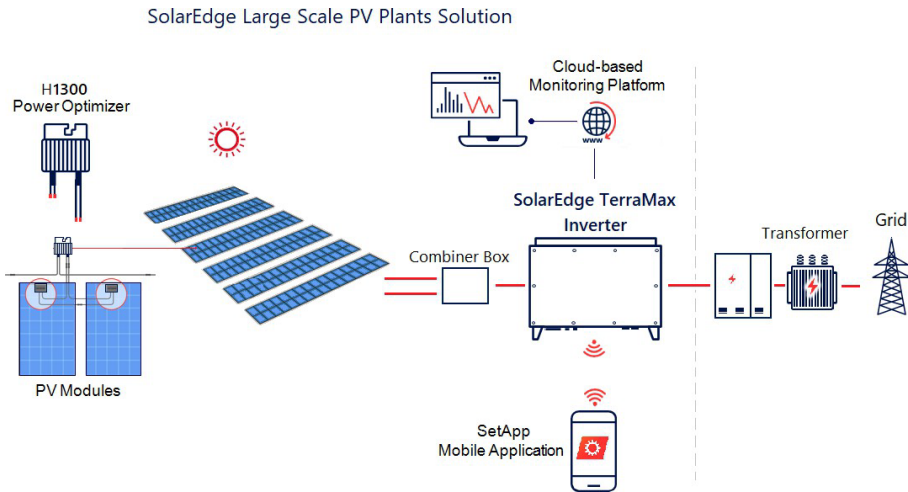 SolarEdge Large Scale PV Plants Solution
H1300
Power Optimizer
Cloud-based
Monitoring Platform
www
SolarEdge TerraMax
Inverter
Combiner Box
Transformer
Grid
PV Modules
SetApp
Mobile Application